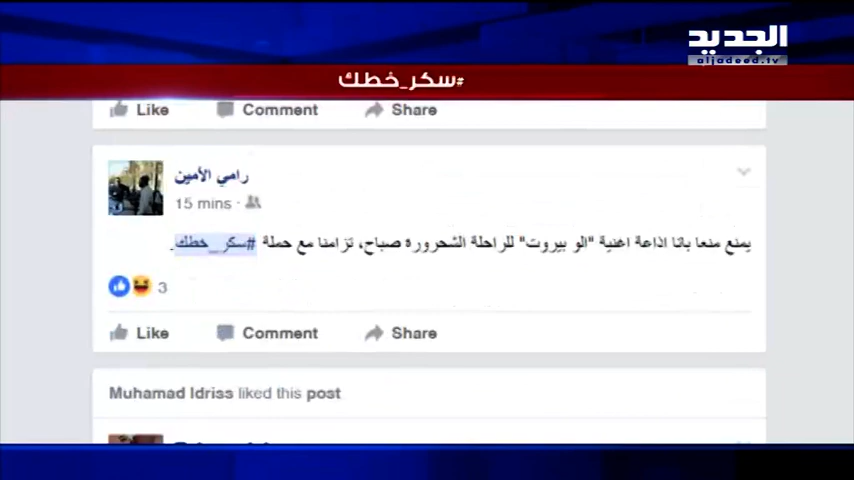 الجديد
aljadeed.tv
#سكر_خطك
Like Comment Share
رامي الأمين
15 mins ·
يمنع منعا باتا اذاعة اغنية "الو بيروت" للراحلة الشحرورة صباح، تزامنا مع حملة #سكر_خطك.
3
Like Comment Share
Muhamad Idriss liked this post